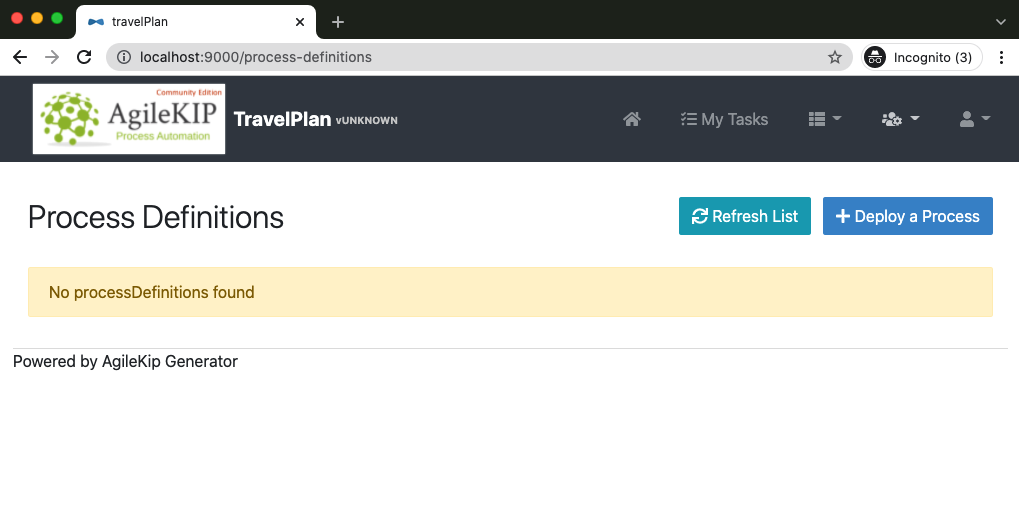 travelPlan
localhost:9000/process-definitions
Incognito (3)
Community Edition
AgileKIP
Process Automation
TravelPlan vUNKNOWN
My Tasks
Process Definitions
Refresh List
Deploy a Process
No processDefinitions found
Powered by AgileKip Generator